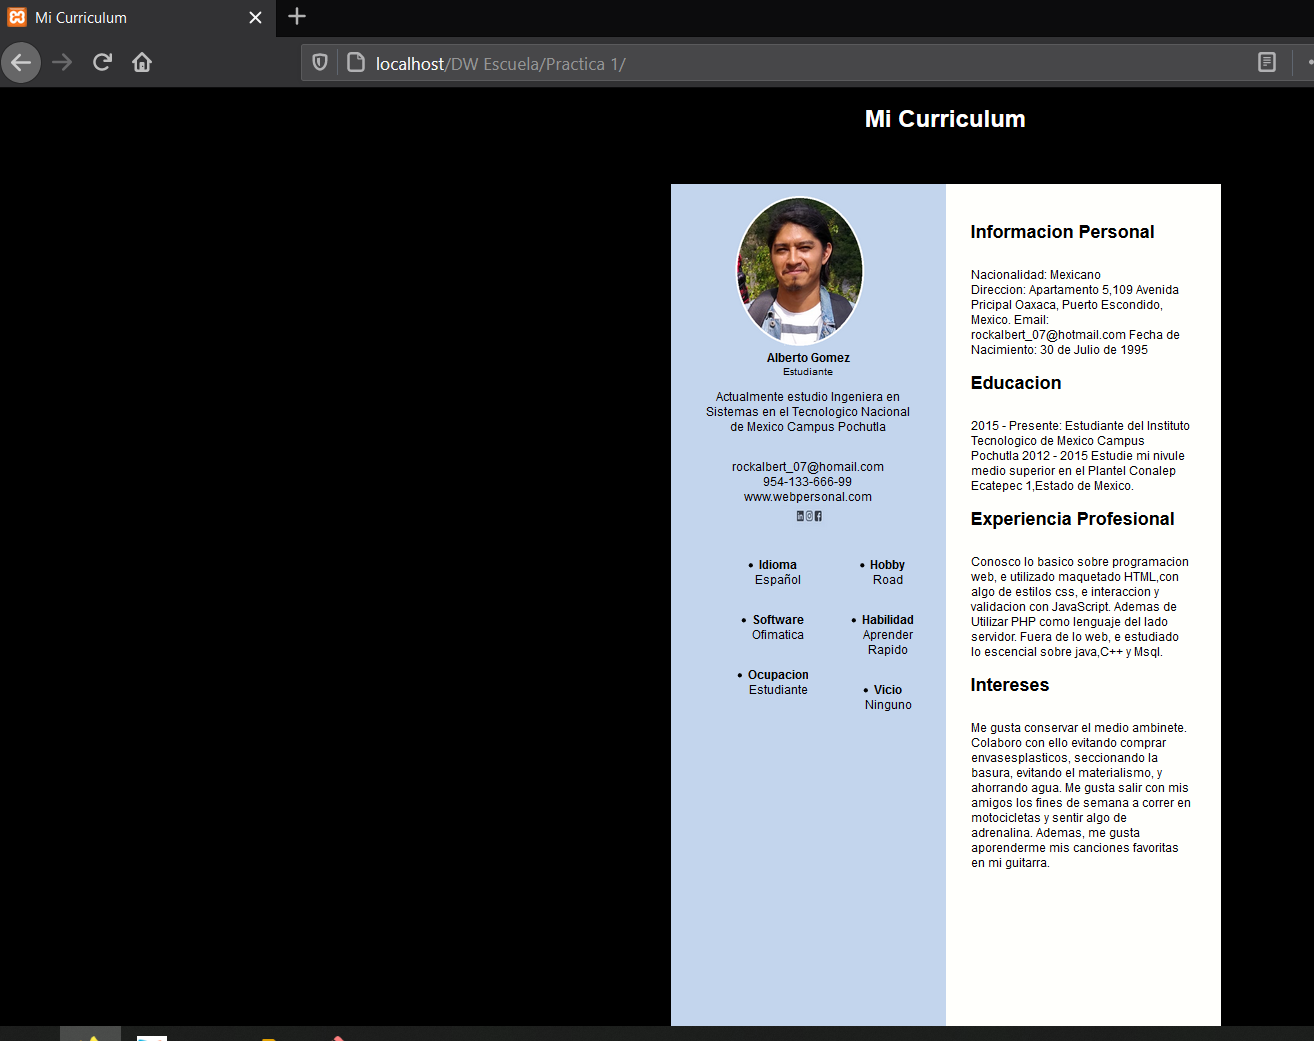 Mi Curriculum
localhost/DW Escuela/Practica 1/
Mi Curriculum
Alberto Gomez
Estudiante
Actualmente estudio Ingeniera en
Sistemas en el Tecnologico Nacional
de Mexico Campus Pochutla
rockalbert_07@homail.com
954-133-666-99
www.webpersonal.com
• Idioma
Español
• Software
Ofimatica
• Ocupacion
Estudiante
• Hobby
Road
• Habilidad
Aprender
Rapido
• Vicio
Ninguno
Informacion Personal
Nacionalidad: Mexicano
Direccion: Apartamento 5,109 Avenida
Pricipal Oaxaca, Puerto Escondido,
Mexico. Email:
rockalbert_07@hotmail.com Fecha de
Nacimiento: 30 de Julio de 1995
Educacion
2015 - Presente: Estudiante del Instituto
Tecnologico de Mexico Campus
Pochutla 2012 - 2015 Estudie mi nivule
medio superior en el Plantel Conalep
Ecatepec 1,Estado de Mexico.
Experiencia Profesional
Conosco lo basico sobre programacion
web, e utilizado maquetado HTML,con
algo de estilos css, e interaccion y
validacion con JavaScript. Ademas de
Utilizar PHP como lenguaje del lado
servidor. Fuera de lo web, e estudiado
lo escencial sobre java,C++ y Msql.
Intereses
Me gusta conservar el medio ambinete.
Colaboro con ello evitando comprar
envasesplasticos, seccionando la
basura, evitando el materialismo, y
ahorrando agua. Me gusta salir con mis
amigos los fines de semana a correr en
motocicletas y sentir algo de
adrenalina. Ademas, me gusta
aporenderme mis canciones favoritas
en mi guitarra.